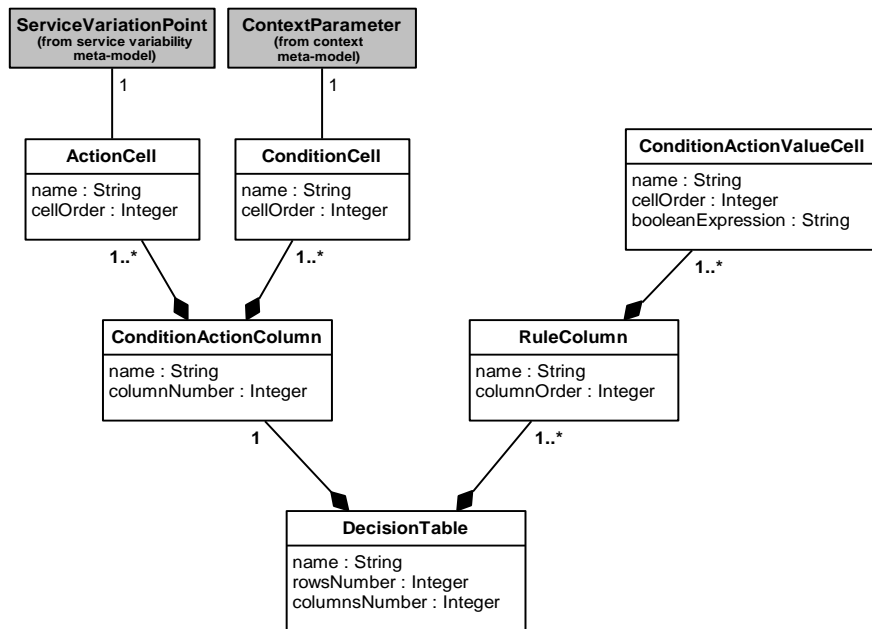 ServiceVariationPoint
(from service variability
meta-model)
ContextParameter
(from context
meta-model)
1
1
ActionCell
name : String
cellOrder : Integer
ConditionCell
name : String
cellOrder : Integer
ConditionActionValueCell
name : String
cellOrder : Integer
booleanExpression : String
1..*
1..*
1..*
ConditionActionColumn
name : String
columnNumber : Integer
RuleColumn
name : String
columnOrder : Integer
1
1..*
DecisionTable
name : String
rowsNumber : Integer
columnsNumber : Integer